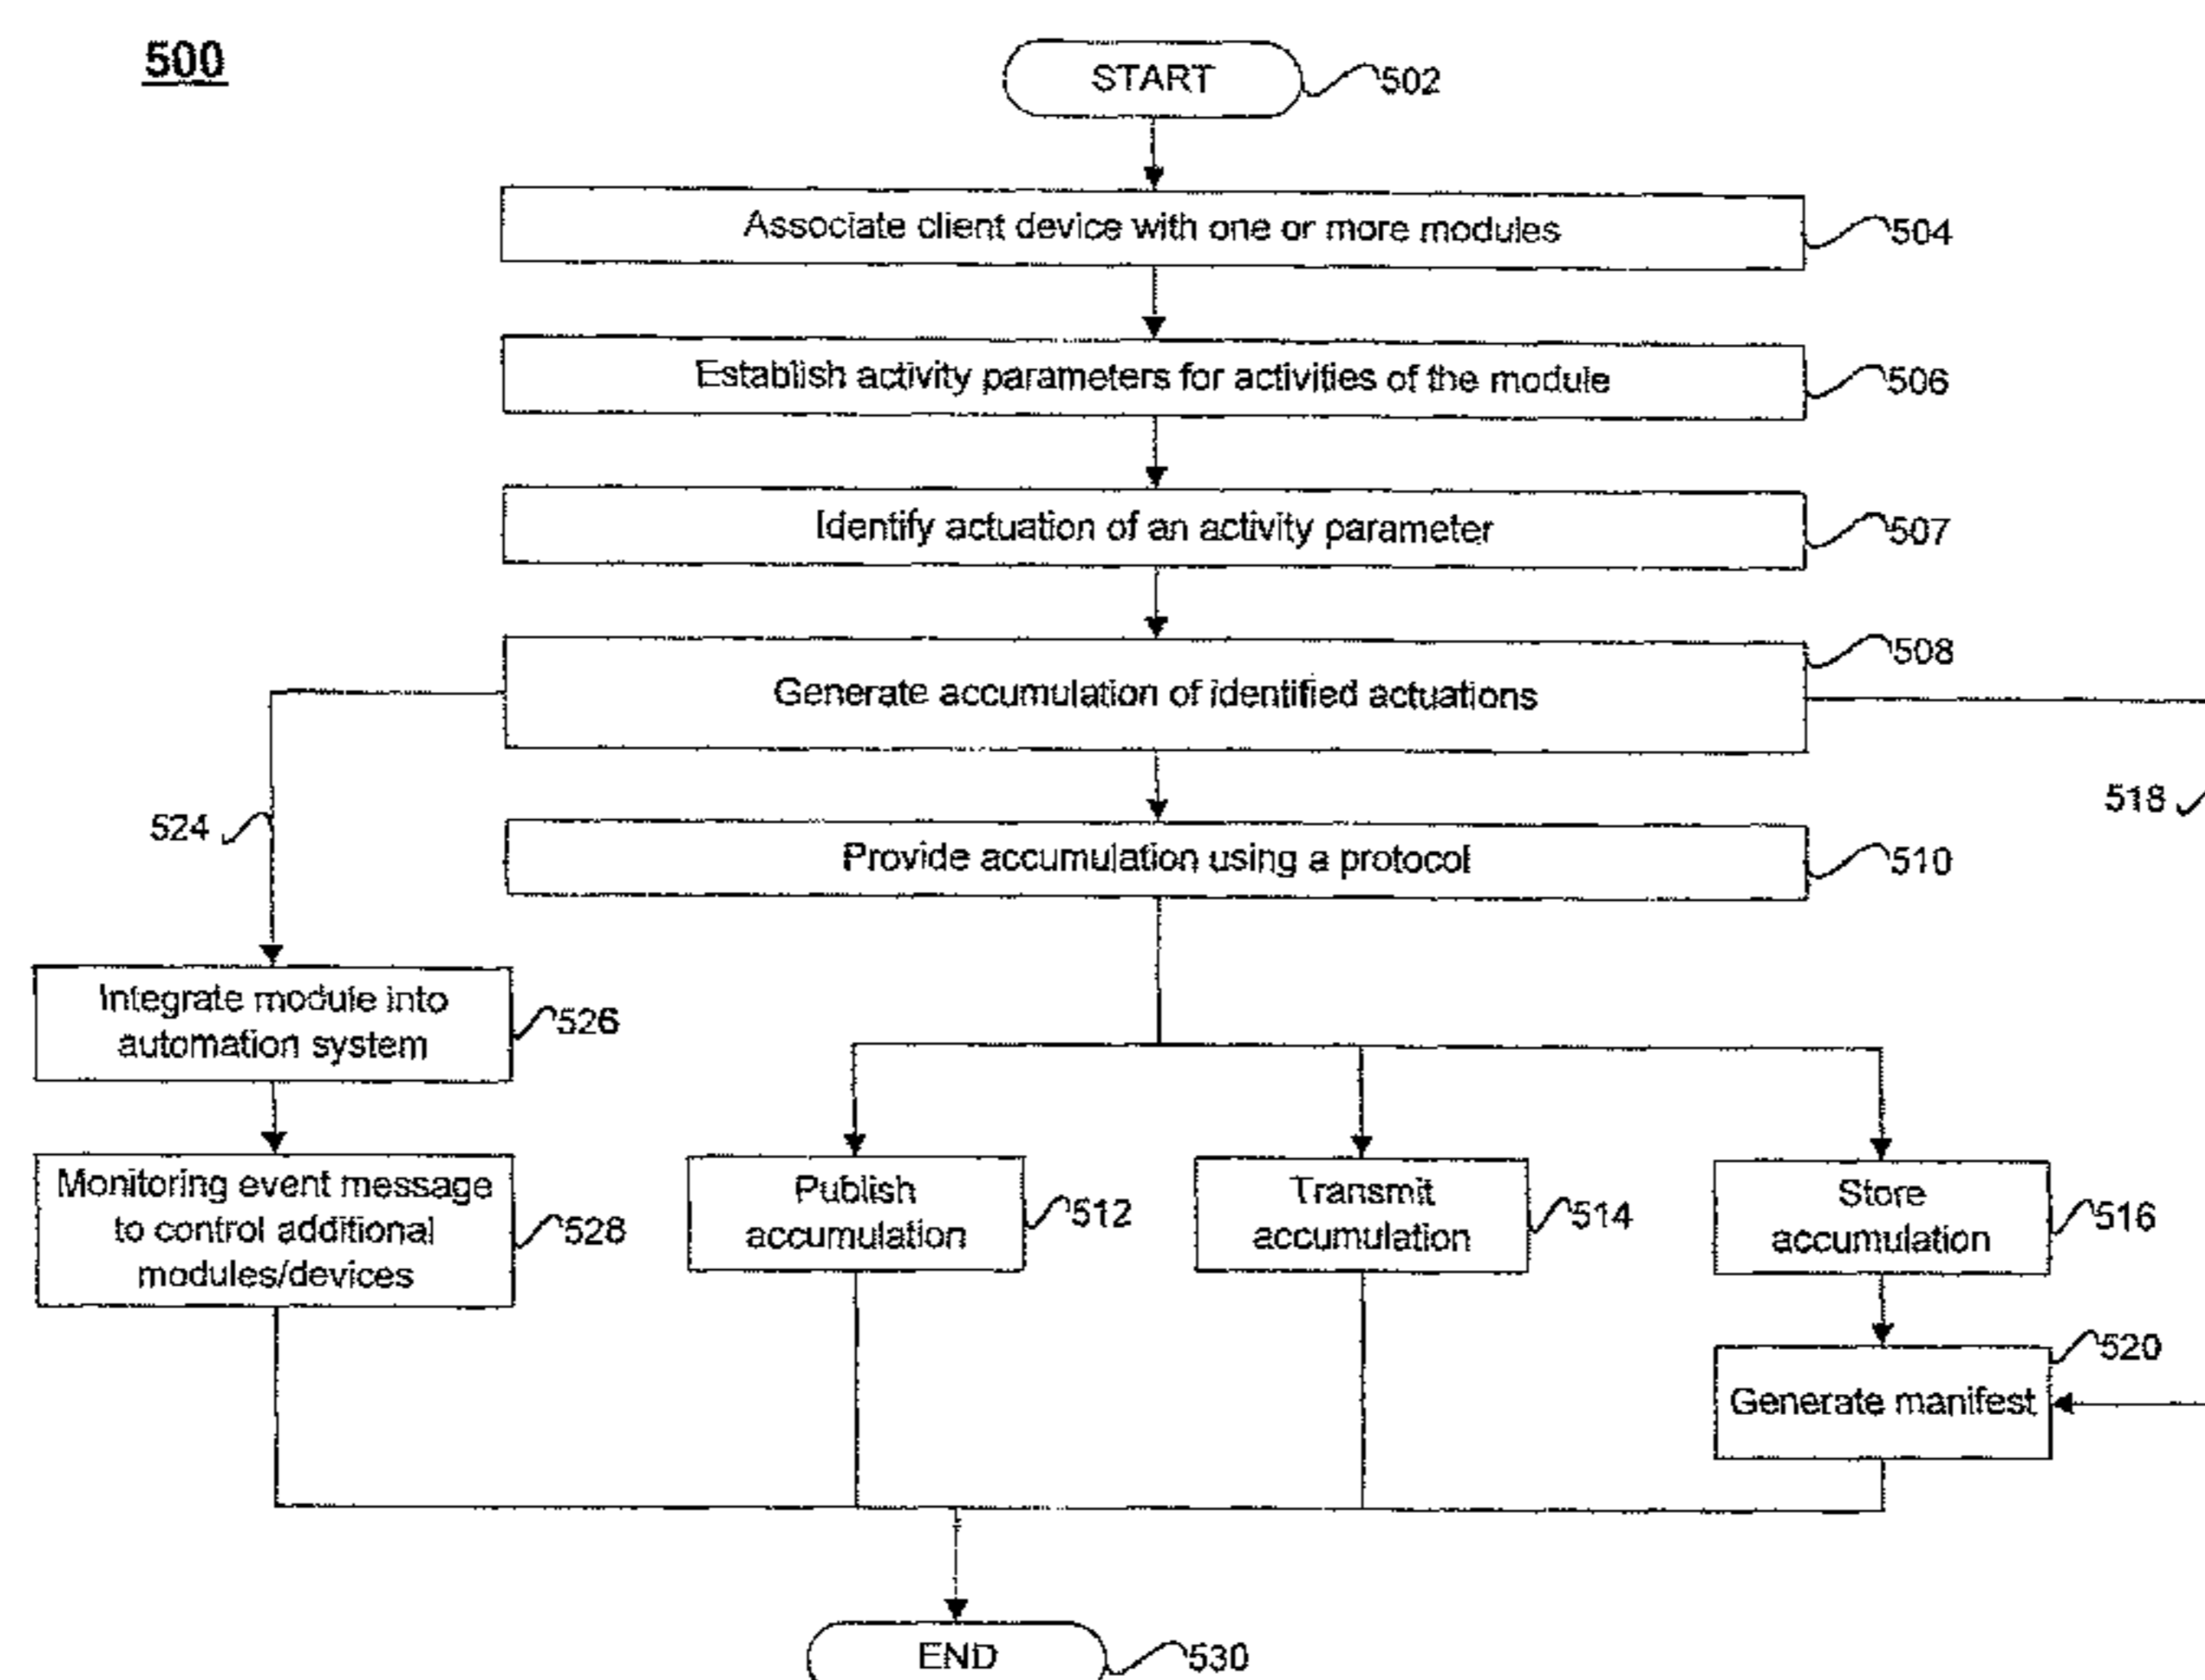 500
START
502
Associate client device with one or more modules
504
Establish activity parameters for activities of the module
506
Identify actuation of an activity parameter
507
Generate accumulation of identified actuations
508
524
518
Provide accumulation using a protocol
510
Integrate module into
automation system
526
Monitoring event message
to control additional
modules/devices
528
Publish
accumulation
512
Transmit
accumulation
514
Store
accumulation
516
Generate manifest
520
END
530